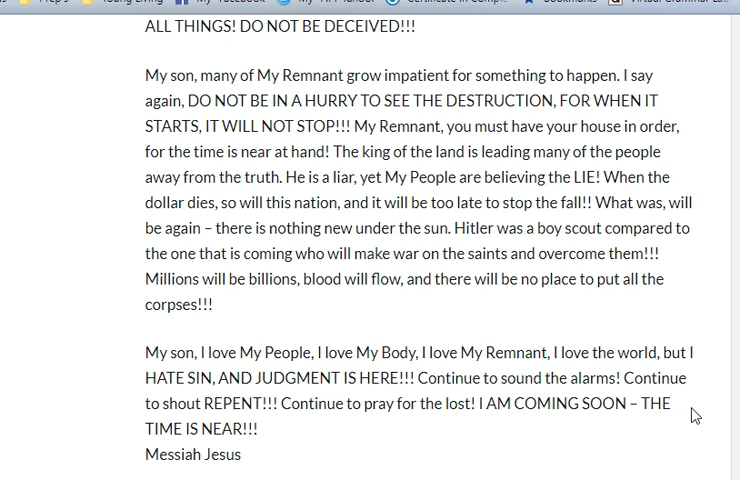 Young Living My Facebook Certificate in Comple
ALL THINGS! DO NOT BE DECEIVED!!!
My son, many of My Remnant grow impatient for something to happen. I say
again, DO NOT BE IN A HURRY TO SEE THE DESTRUCTION, FOR WHEN IT
STARTS, IT WILL NOT STOP!!! My Remnant, you must have your house in order,
for the time is near at hand! The king of the land is leading many of the people
away from the truth. He is a liar, yet My People are believing the LIE! When the
dollar dies, so will this nation, and it will be too late to stop the fall!! What was, will
be again – there is nothing new under the sun. Hitler was a boy scout compared to
the one that is coming who will make war on the saints and overcome them!!!
Millions will be billions, blood will flow, and there will be no place to put all the
corpses!!!
My son, I love My People, I love My Body, I love My Remnant, I love the world, but I
HATE SIN, AND JUDGMENT IS HERE!!! Continue to sound the alarms! Continue
to shout REPENT!!! Continue to pray for the lost! I AM COMING SOON – THE
TIME IS NEAR!!!
Messiah Jesus